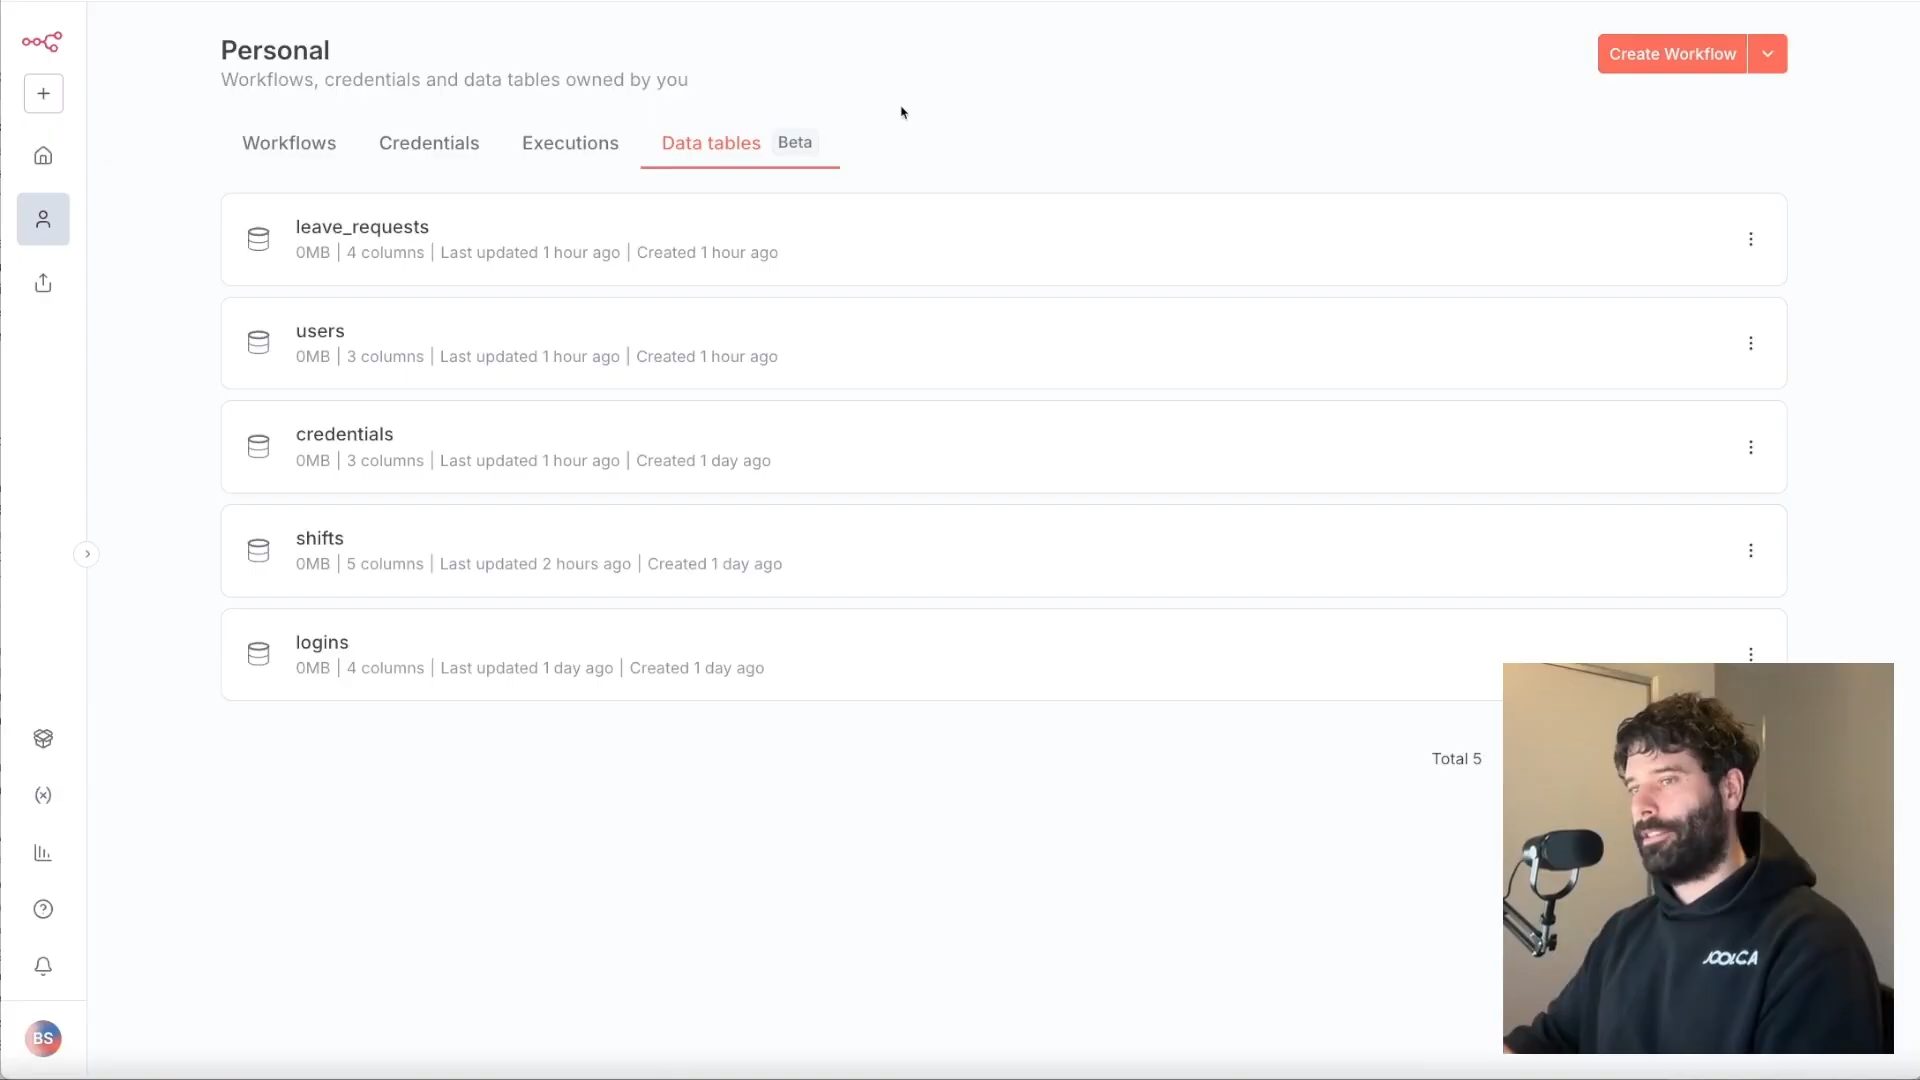 Personal
Create Workflow
Workflows, credentials and data tables owned by you
Workflows
Credentials
Executions
Data tables
Beta
leave_requests
0MB | 4 columns | Last updated 1 hour ago | Created 1 hour ago
users
0MB | 3 columns | Last updated 1 hour ago | Created 1 hour ago
credentials
0MB | 3 columns | Last updated 1 hour ago | Created 1 day ago
shifts
0MB | 5 columns | Last updated 2 hours ago | Created 1 day ago
logins
0MB | 4 columns | Last updated 1 day ago | Created 1 day ago
Total 5
JOOLCA
BS